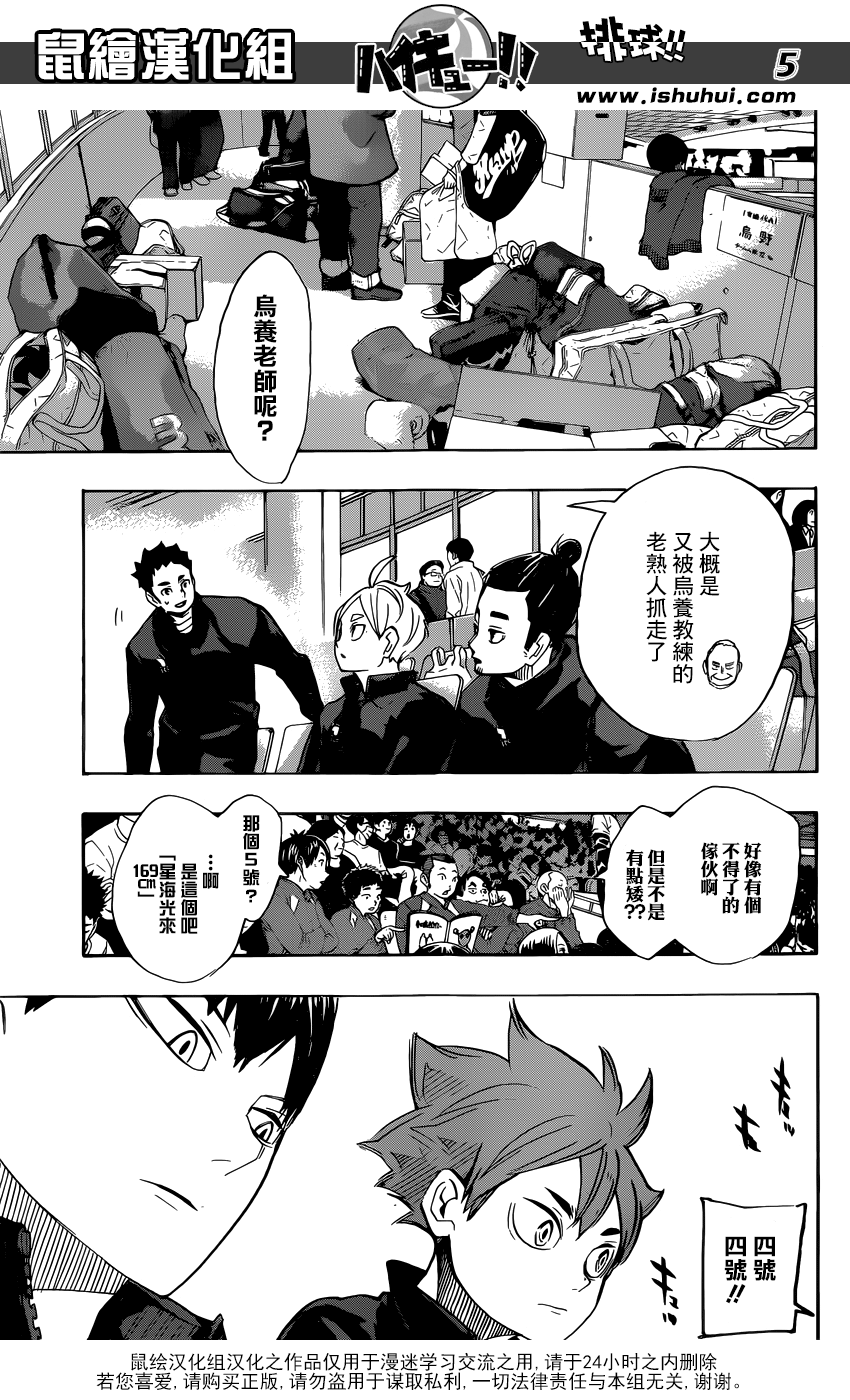 鼠繪漢化組
ハイキュー!!
排球!!
5
www.ishuhui.com
烏野
烏養老師呢？
大概是
又被烏養教練的
老熟人抓走了
好像有個
不得了的
傢伙啊
但是不是
有點矮??
那個5號？
…啊
是這個吧
「星海光來
169cm」
キュ
キュ
四號
四號!!
鼠绘汉化组汉化之作品仅用于漫迷学习交流之用, 请于24小时之内删除
若您喜爱, 请购买正版, 请勿盗用于谋取私利, 一切法律责任与本组无关, 谢谢。